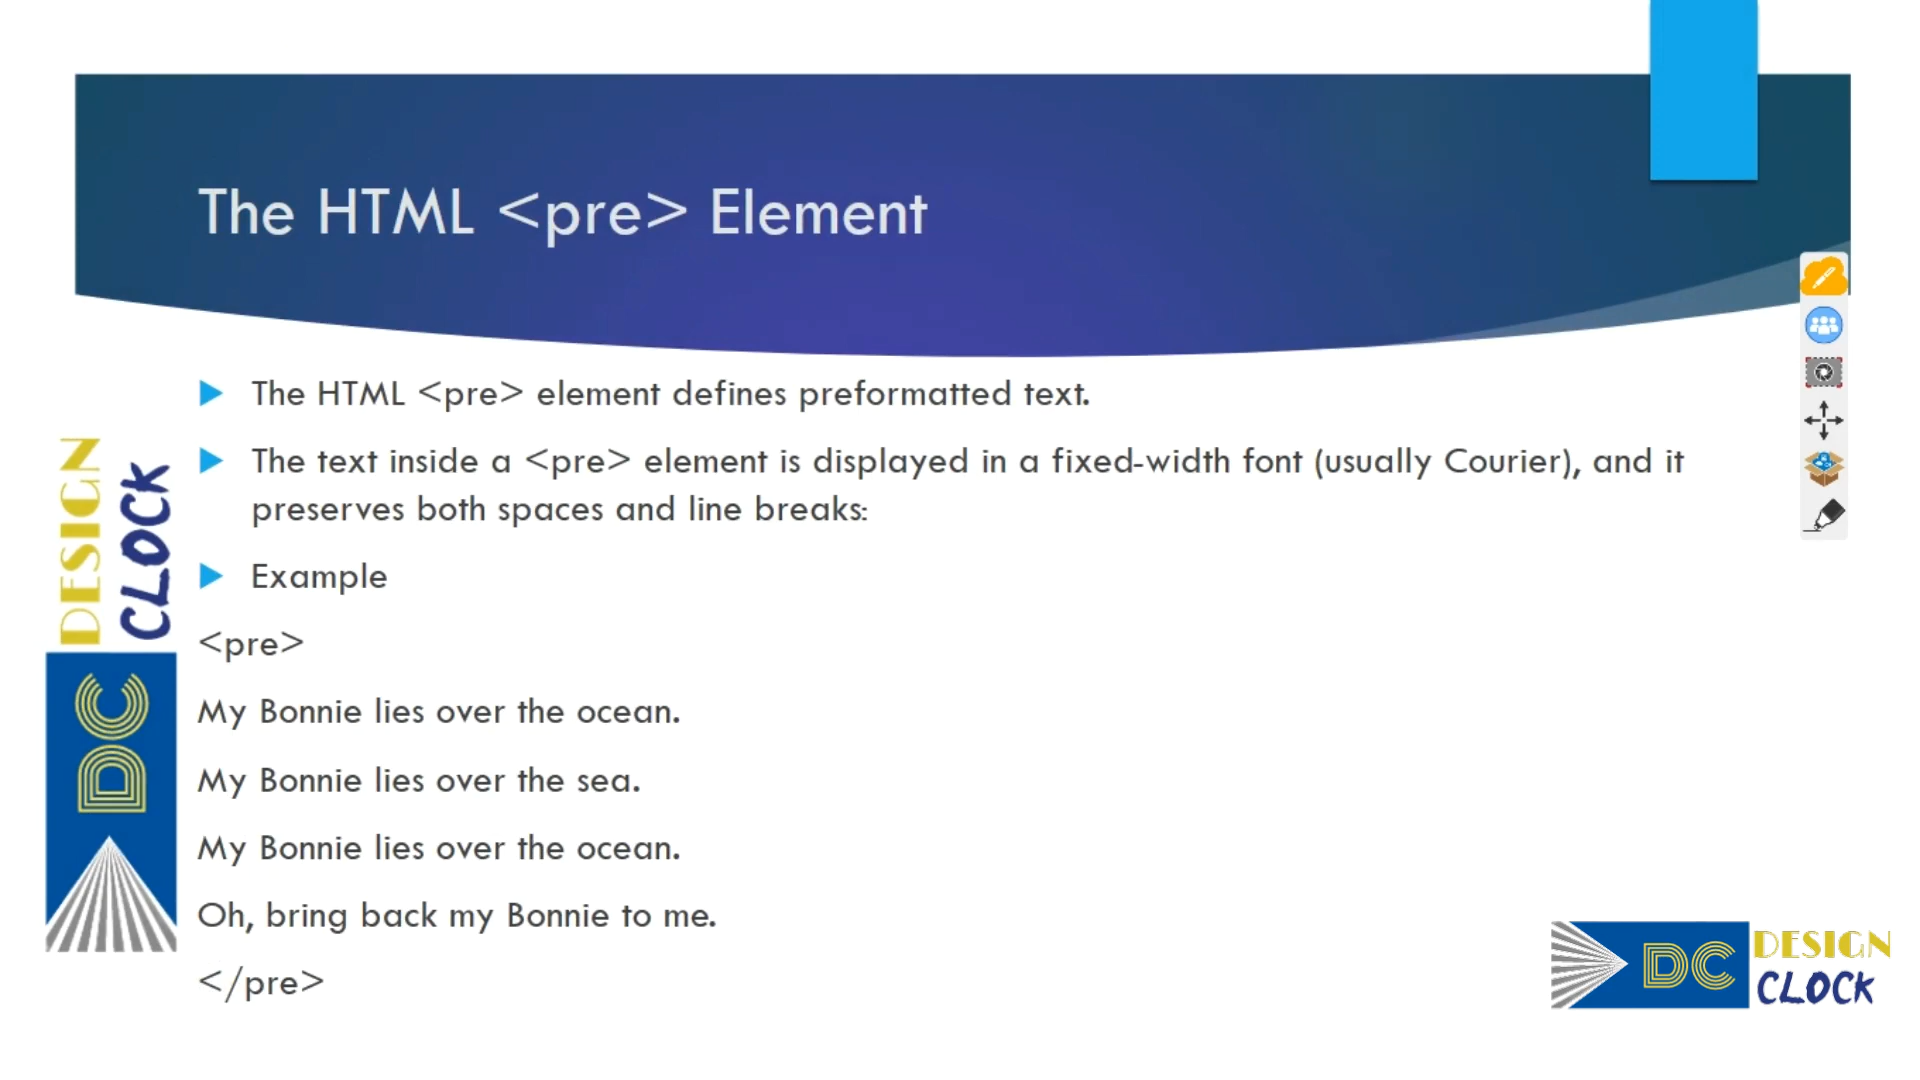 The HTML <pre> Element
The HTML <pre> element defines preformatted text.
The text inside a <pre> element is displayed in a fixed-width font (usually Courier), and it
preserves both spaces and line breaks:
Example
<pre>
My Bonnie lies over the ocean.
My Bonnie lies over the sea.
My Bonnie lies over the ocean.
Oh, bring back my Bonnie to me.
</pre>
DESIGN
CLOCK
DC
DC
DESIGN
CLOCK